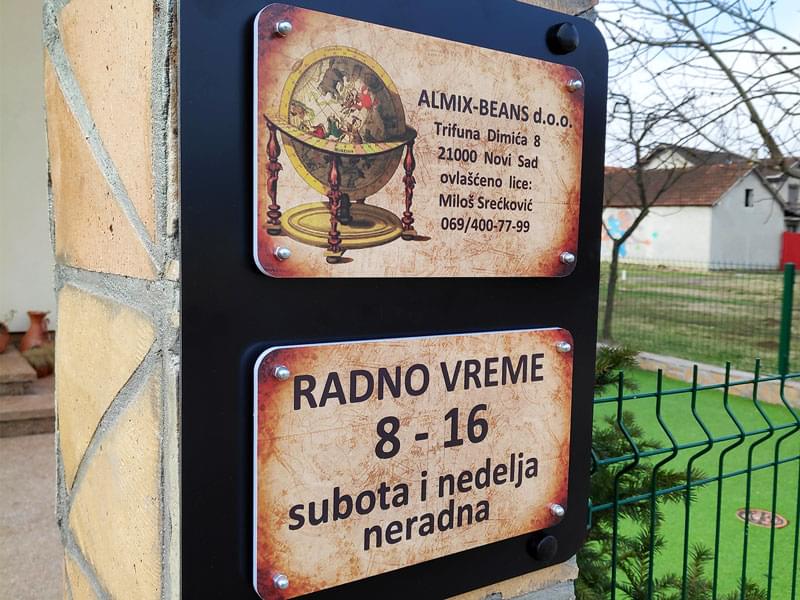 ALMIX-BEANS d.o.o.
Trifuna Dimića 8
21000 Novi Sad
ovlašćeno lice:
Miloš Srećković
069/400-77-99
RADNO VREME
8 - 16
subota i nedelja
neradna